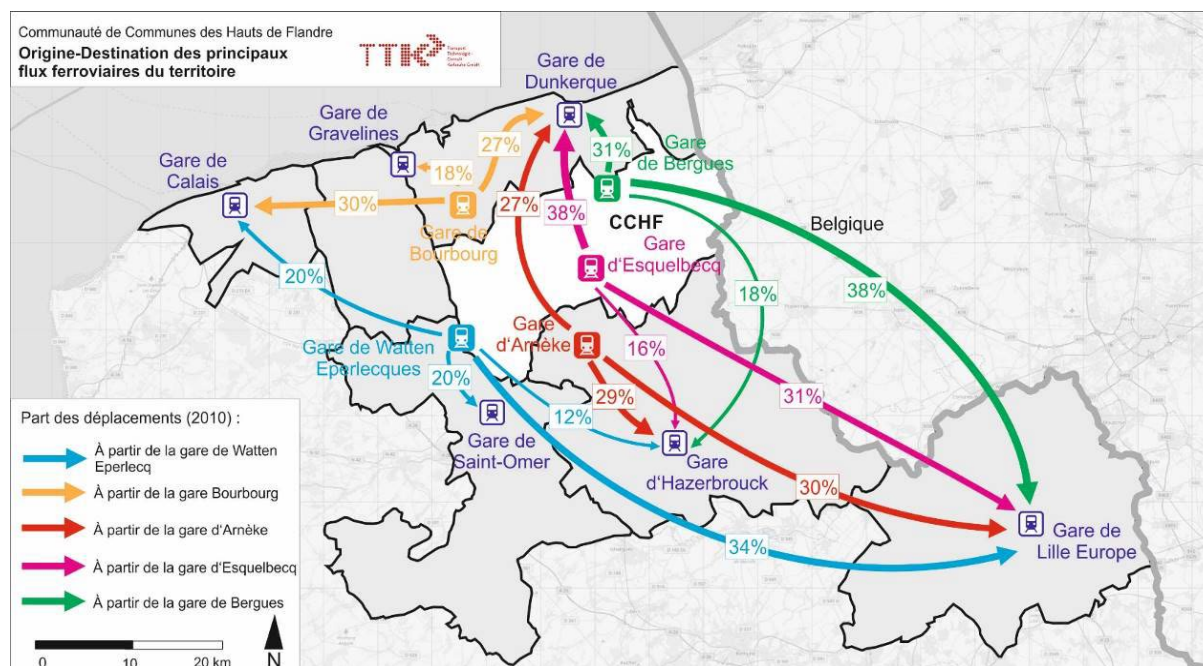 Communauté de Communes des Hauts de Flandre
Origine-Destination des principaux
flux ferroviaires du territoire
TTK
Gare de
Dunkerque
Gare de
Gravelines
Gare de
Calais
27%
31%
Gare
de Bergues
18%
30%
27%
38%
CCHF
Belgique
Gare de
Bourbourg
Gare
d'Esquelbecq
20%
18%
38%
Gare
d'Arnèke
Gare de Watten
Eperlecques
16%
20%
29%
31%
12%
Gare de
Saint-Omer
Gare
d'Hazerbrouck
30%
34%
Gare de
Lille Europe
Part des déplacements (2010) :
À partir de la gare de Watten
Eperlecq
À partir de la gare Bourbourg
À partir de la gare d'Arnèke
À partir de la gare d'Esquelbecq
À partir de la gare de Bergues
0 10 20 km
N